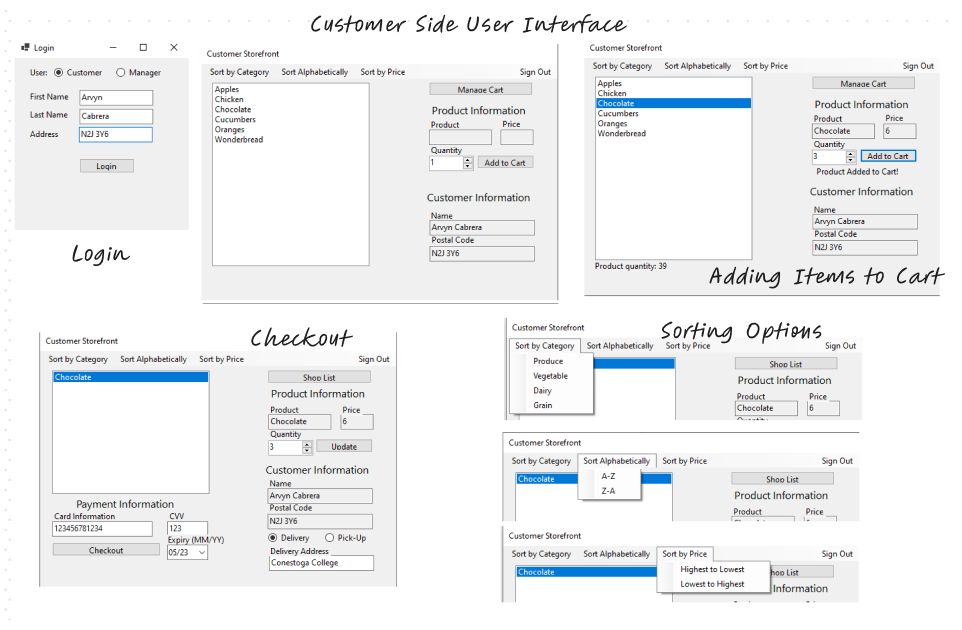 Customer Side User Interface
Login
User: Customer Manager
First Name Arvyn
Last Name Cabrera
Address N2J 3Y6
Login
Login
Customer Storefront
Sort by Category Sort Alphabetically Sort by Price Sign Out
Apples
Chicken
Chocolate
Cucumbers
Oranges
Wonderbread
Manage Cart
Product Information
Product Price
Quantity
1 Add to Cart
Customer Information
Name
Arvyn Cabrera
Postal Code
N2J 3Y6
Customer Storefront
Sort by Category Sort Alphabetically Sort by Price Sign Out
Apples
Chicken
Chocolate
Cucumbers
Oranges
Wonderbread
Product quantity: 39
Manage Cart
Product Information
Product Price
Chocolate 6
Quantity
3 Add to Cart
Product Added to Cart!
Customer Information
Name
Arvyn Cabrera
Postal Code
N2J 3Y6
Adding Items to Cart
Checkout
Customer Storefront
Sort by Category Sort Alphabetically Sort by Price Sign Out
Chocolate
Shop List
Product Information
Product Price
Chocolate 6
Quantity
3 Update
Customer Information
Name
Arvyn Cabrera
Postal Code
N2J 3Y6
Delivery Pick-Up
Delivery Address
Conestoga College
Payment Information
Card Information CVV
123456781234 123
Expiry (MM/YY)
Checkout 05/23
Sorting Options
Customer Storefront
Sort by Category Sort Alphabetically Sort by Price Sign Out
Produce
Vegetable
Dairy
Grain
Shop List
Product Information
Product Price
Chocolate 6
Customer Storefront
Sort by Category Sort Alphabetically Sort by Price Sign Out
Chocolate
A-Z
Z-A
Shop List
Product Information
Product Price
Customer Storefront
Sort by Category Sort Alphabetically Sort by Price Sign Out
Chocolate
Highest to Lowest
Lowest to Highest
hop List
Information